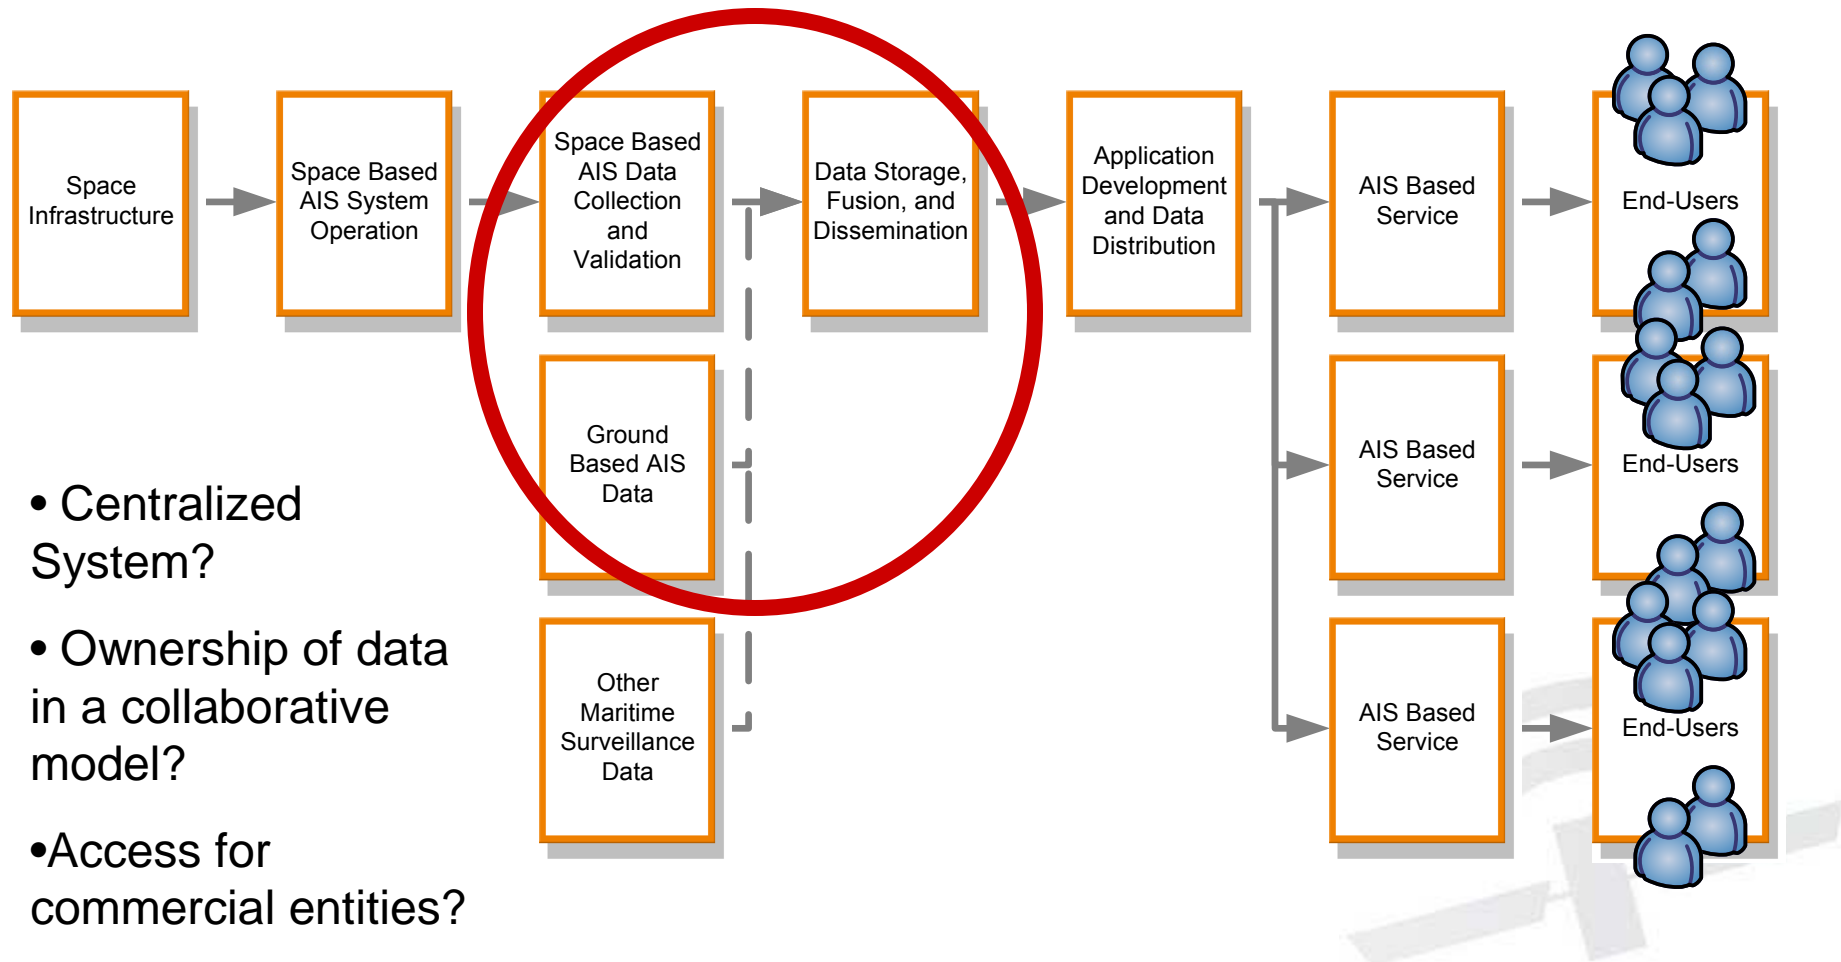 Space
Infrastructure
Space Based
AIS System
Operation
Space Based
AIS Data
Collection
and
Validation
Data Storage,
Fusion, and
Dissemination
Application
Development
and Data
Distribution
AIS Based
Service
End-Users
Ground
Based AIS
Data
AIS Based
Service
End-Users
Other
Maritime
Surveillance
Data
AIS Based
Service
End-Users
• Centralized
System?
• Ownership of data
in a collaborative
model?
•Access for
commercial entities?